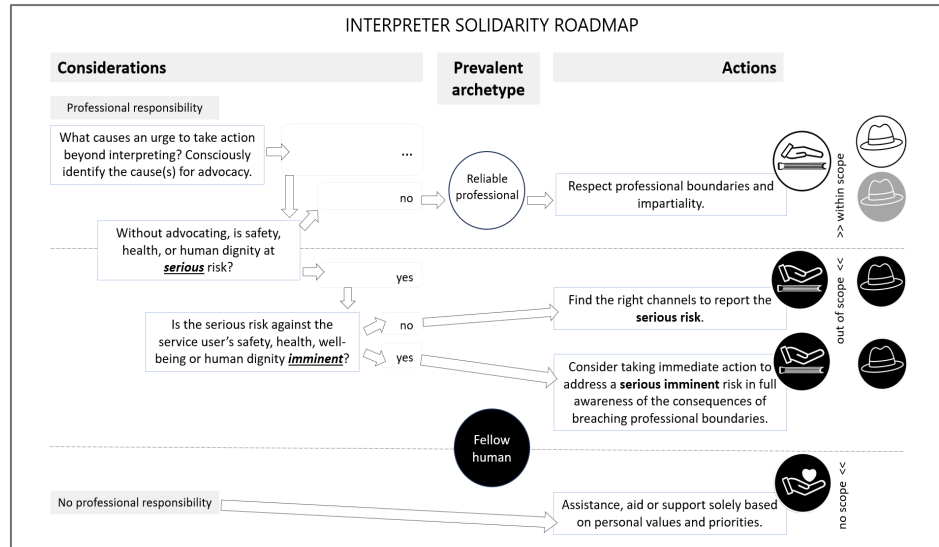 INTERPRETER SOLIDARITY ROADMAP
Considerations
Prevalent
archetype
Actions
Professional responsibility
What causes an urge to take action
beyond interpreting? Consciously
identify the cause(s) for advocacy.
...
no
Reliable
professional
Respect professional boundaries and
impartiality.
>> within scope
Without advocating, is safety,
health, or human dignity at
serious risk?
yes
Is the serious risk against the
service user's safety, health, well-
being or human dignity imminent?
no
yes
Find the right channels to report the
serious risk.
Consider taking immediate action to
address a serious imminent risk in full
awareness of the consequences of
breaching professional boundaries.
out of scope <<
Fellow
human
No professional responsibility
Assistance, aid or support solely based
on personal values and priorities.
no scope <<